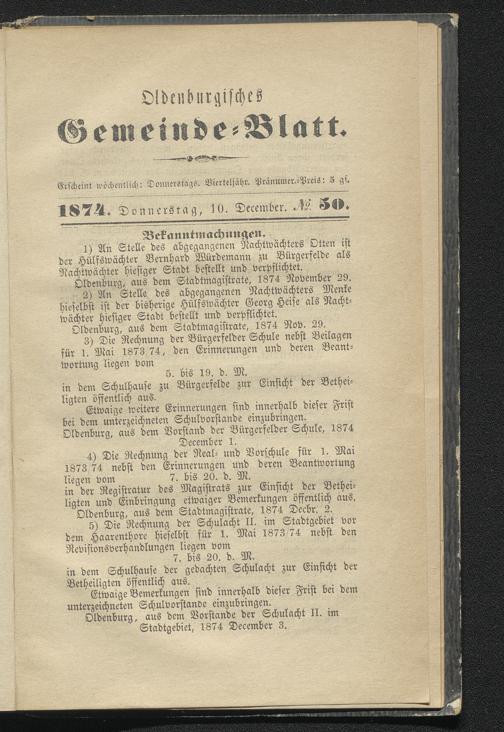 Oldenburgisches
Gemeinde-Blatt.
Erscheint wöchentlich: Donnerstags. Vierteljähr. Pränumer.-Preis: 5 gſ.
1874. Donnerstag, 10. December. № 50.
Bekanntmachungen.
1) An Stelle des abgegangenen Nachtwächters Otten ist
der Hülfswächter Bernhard Würdemann zu Bürgerfelde als
Nachtwächter hiesiger Stadt bestellt und verpflichtet.
Oldenburg, aus dem Stadtmagistrate, 1874 November 29.
2) An Stelle des abgegangenen Nachtwächters Menke
hieselbst ist der bisherige Hülfswächter Georg Heise als Nacht-
wächter hiesiger Stadt bestellt und verpflichtet.
Oldenburg, aus dem Stadtmagistrate, 1874 Nov. 29.
3) Die Rechnung der Bürgerfelder Schule nebst Beilagen
für 1. Mai 1873/74, den Erinnerungen und deren Beant-
wortung liegen vom
5. bis 19. d. M.
in dem Schulhause zu Bürgerfelde zur Einsicht der Bethei-
ligten öffentlich aus.
Etwaige weitere Erinnerungen sind innerhalb dieser Frist
bei dem unterzeichneten Schulvorstande einzubringen.
Oldenburg, aus dem Vorstand der Bürgerfelder Schule, 1874
December 1.
4) Die Rechnung der Real- und Vorschule für 1. Mai
1873/74 nebst den Erinnerungen und deren Beantwortung
liegen vom 7. bis 20. d. M.
in der Registratur des Magistrats zur Einsicht der Bethei-
ligten und Einbringung etwaiger Bemerkungen öffentlich aus.
Oldenburg, aus dem Stadtmagistrate, 1874 Decbr. 2.
5) Die Rechnung der Schulacht II. im Stadtgebiet vor
dem Haarenthore hieselbst für 1. Mai 1873/74 nebst den
Revisionsverhandlungen liegen vom
7. bis 20. d. M.
in dem Schulhause der gedachten Schulacht zur Einsicht der
Betheiligten öffentlich aus.
Etwaige Bemerkungen sind innerhalb dieser Frist bei dem
unterzeichneten Schulvorstande einzubringen.
Oldenburg, aus dem Vorstande der Schulacht II. im
Stadtgebiet, 1874 December 3.